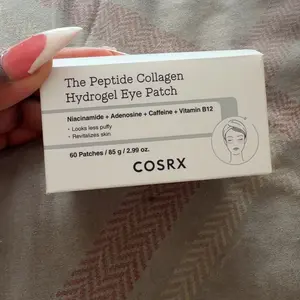 The Peptide Collagen
Hydrogel Eye Patch
Niacinamide + Adenosine + Caffeine + Vitamin B12
• Looks less puffy
• Revitalizes skin
60 Patches / 85 g / 2.99 oz.
COSRX